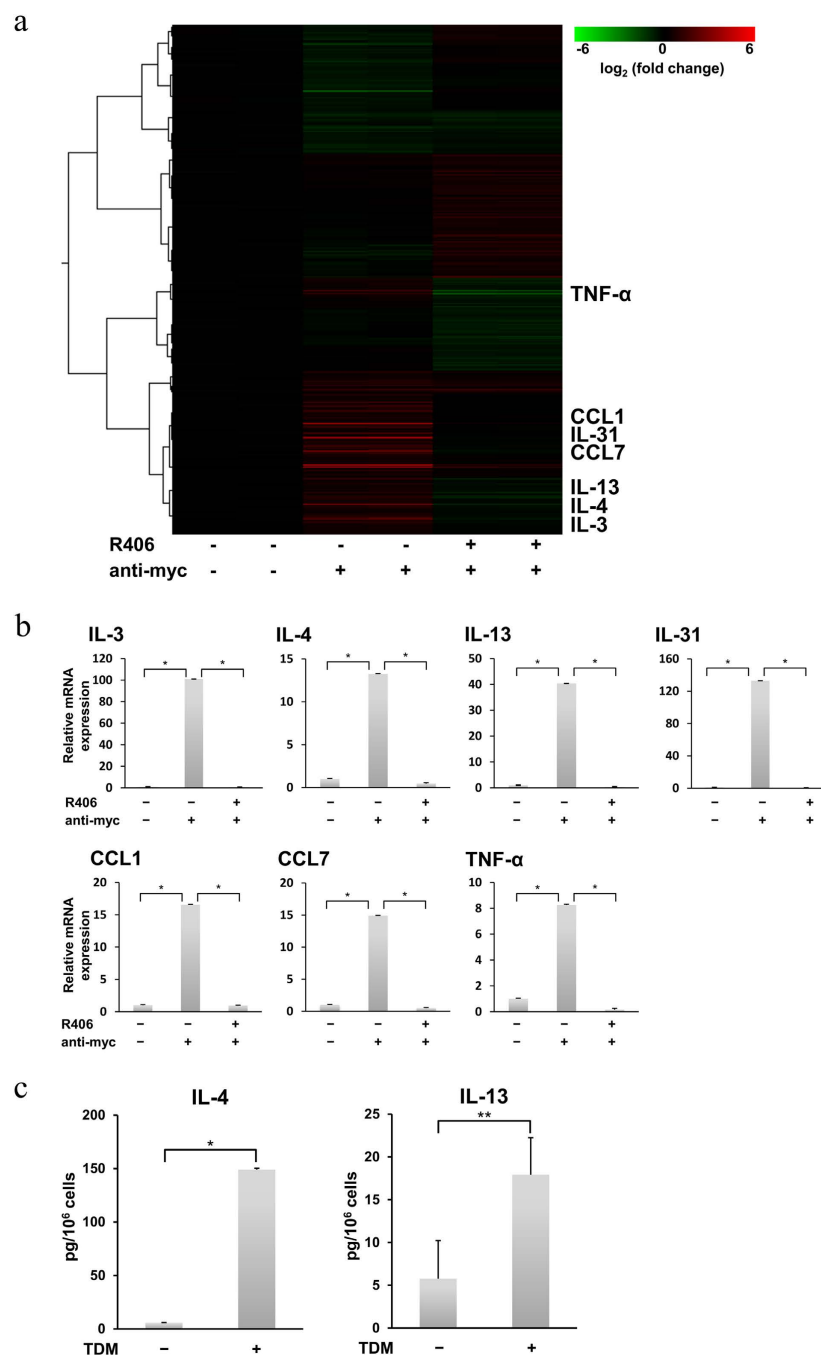 a
-6 0 6
log2 (fold change)
TNF-α
CCL1
IL-31
CCL7
IL-13
IL-4
IL-3
R406 - - - - + +
anti-myc - - + + + +
b
IL-3 IL-4 IL-13 IL-31
Relative mRNA expression
120
100
80
60
40
20
0
* *
15
10
5
0
* *
50
40
30
20
10
0
* *
160
120
80
40
0
* *
R406 − − + − − + − − + − − +
anti-myc − + + − + + − + + − + +
CCL1 CCL7 TNF-α
Relative mRNA expression
20
15
10
5
0
* *
20
15
10
5
0
* *
10
8
6
4
2
0
* *
R406 − − + − − + − − +
anti-myc − + + − + + − + +
c
IL-4
pg/10⁶ cells
200
150
100
50
0
*
TDM − +
IL-13
pg/10⁶ cells
25
20
15
10
5
0
**
TDM − +